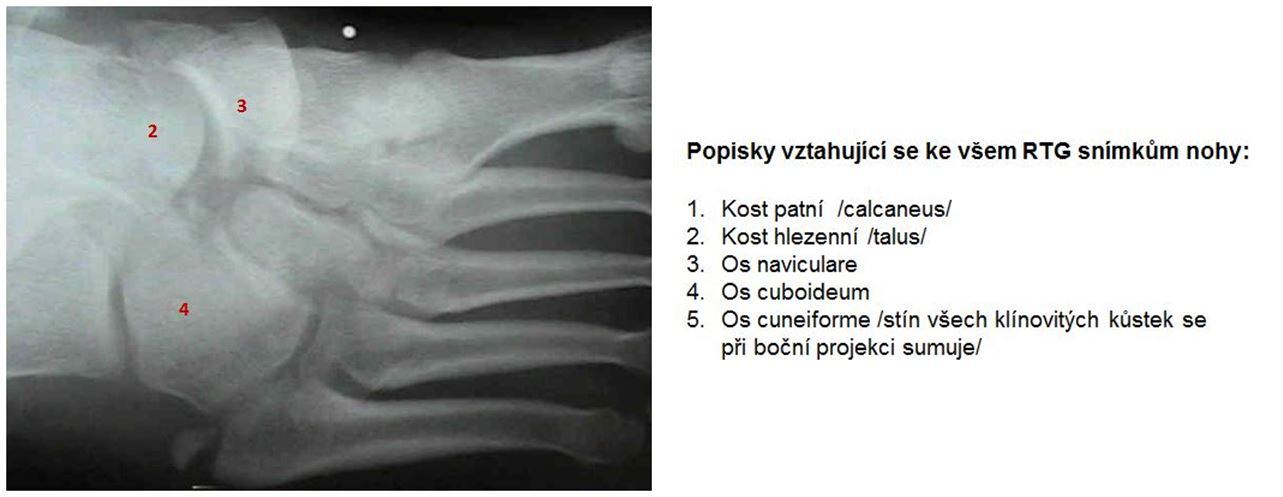 2
3
4
Popisky vztahující se ke všem RTG snímkům nohy:
1. Kost patní /calcaneus/
2. Kost hlezenní /talus/
3. Os naviculare
4. Os cuboideum
5. Os cuneiforme /stín všech klínovitých kůstek se
při boční projekci sumuje/